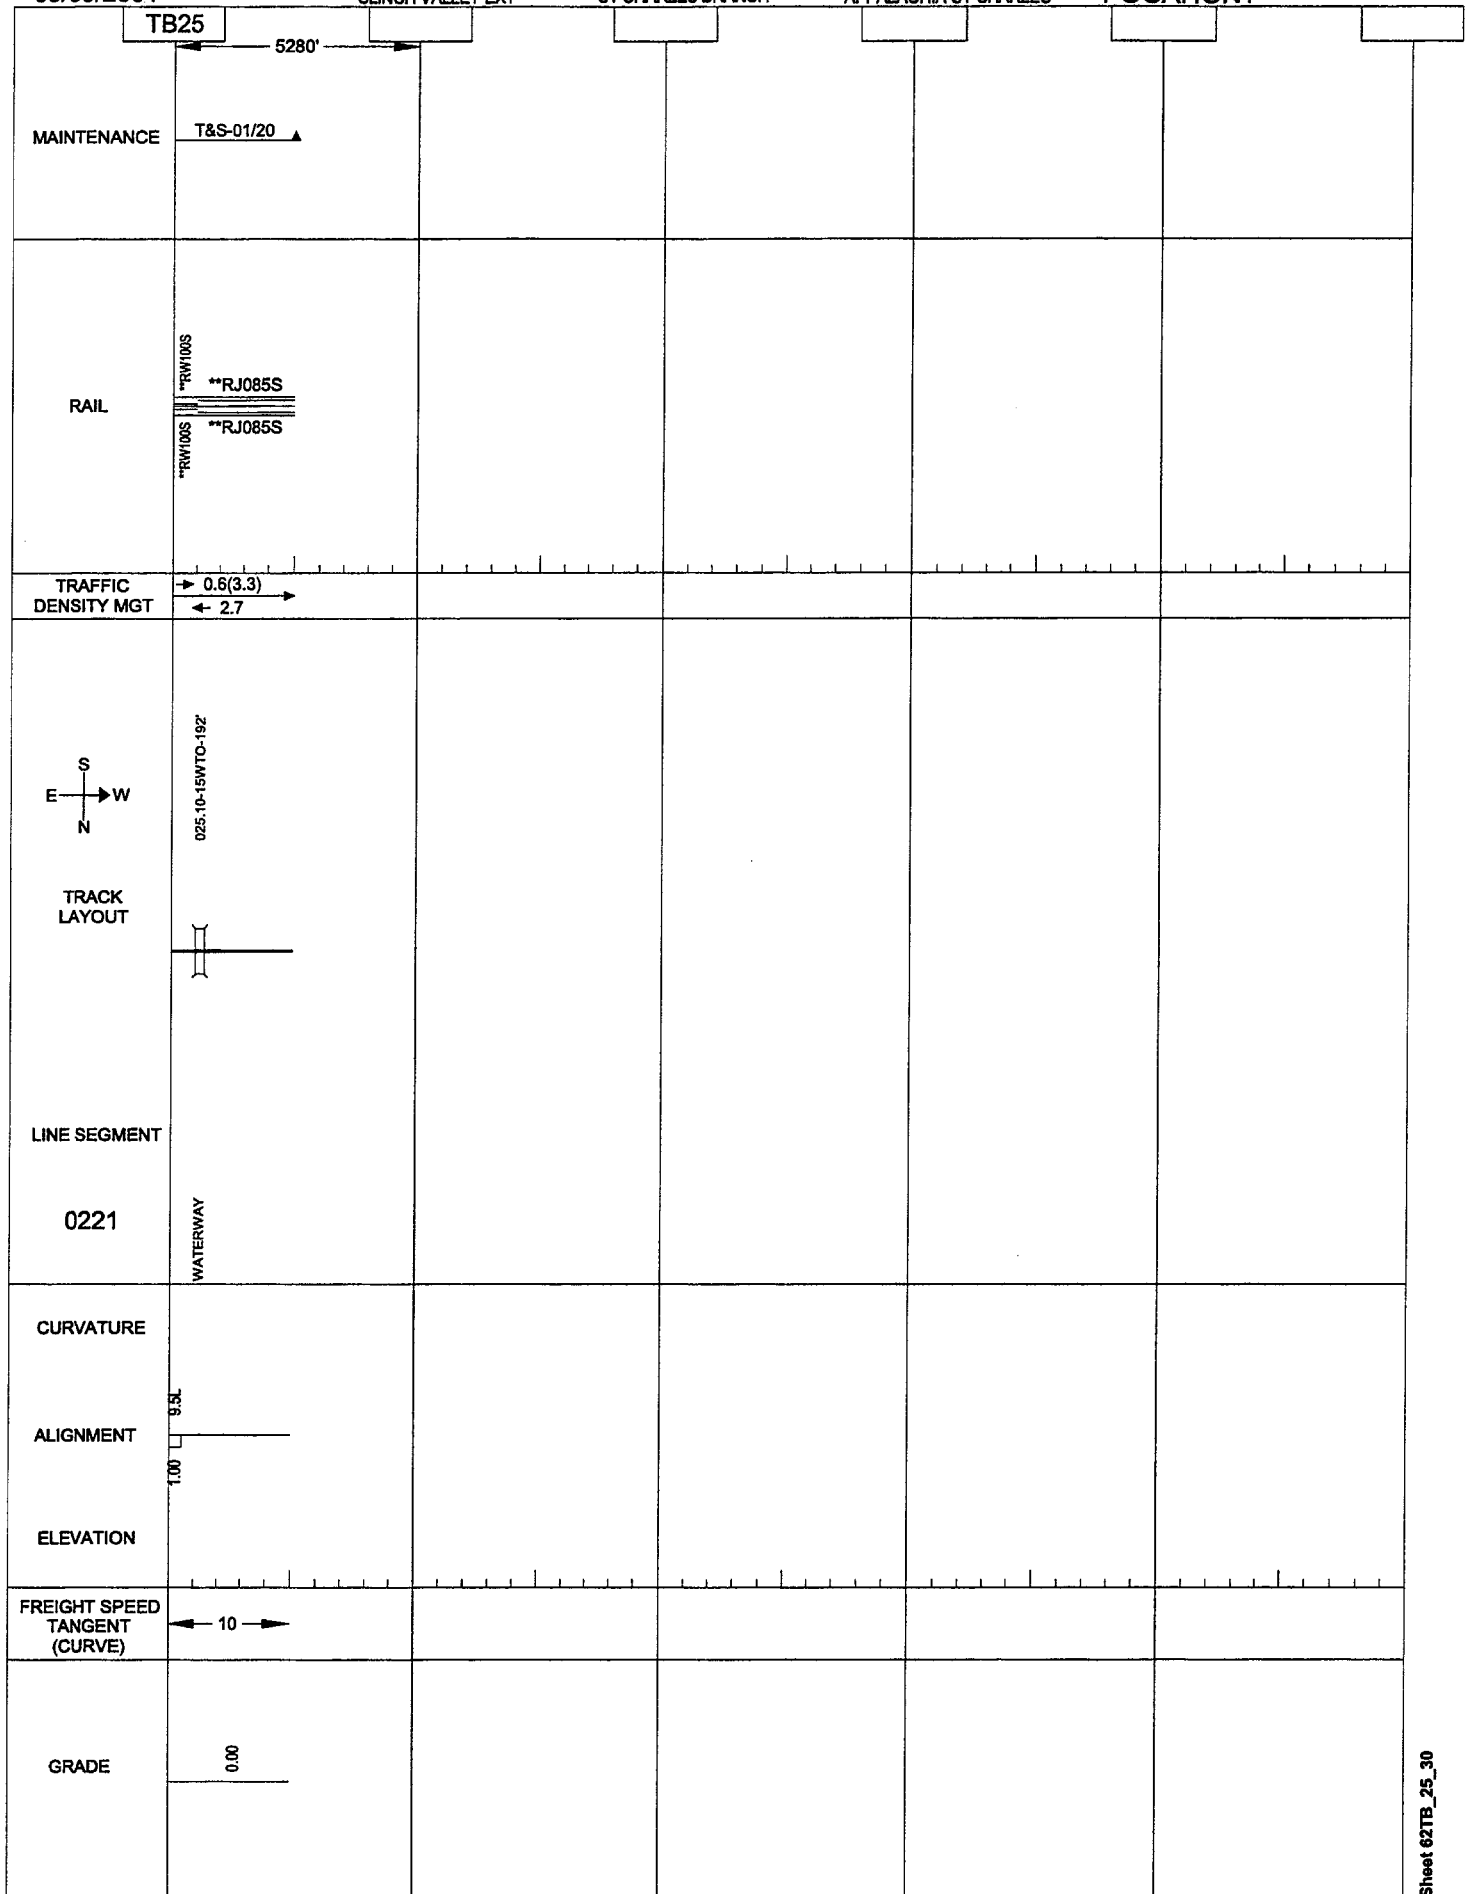 TB25
5280'
MAINTENANCE
T&S-01/20
**RW100S
**RJ085S
RAIL
**RJ085S
**RW100S
TRAFFIC
DENSITY MGT
0.6(3.3)
2.7
025.10-15WTO-192'
S
E W
N
TRACK
LAYOUT
LINE SEGMENT
0221
WATERWAY
CURVATURE
9.5L
ALIGNMENT
1.00
ELEVATION
FREIGHT SPEED
TANGENT
(CURVE)
10
GRADE
0.00
Sheet 62TB_25_30